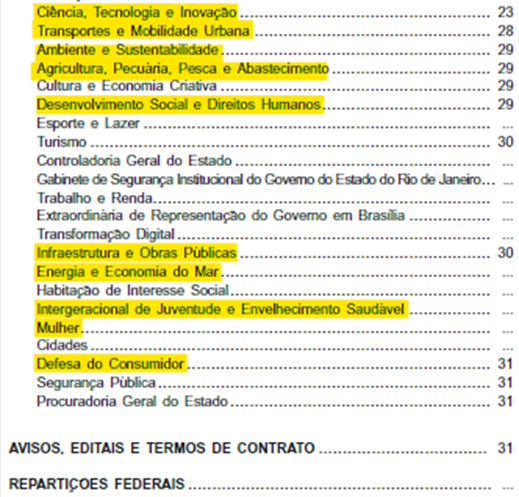 Ciência, Tecnologia e Inovação ........ 23
Transportes e Mobilidade Urbana ........ 28
Ambiente e Sustentabilidade ........ 29
Agricultura, Pecuária, Pesca e Abastecimento ........ 29
Cultura e Economia Criativa ........ 29
Desenvolvimento Social e Direitos Humanos ........ 29
Esporte e Lazer ........ ...
Turismo ........ 30
Controladoria Geral do Estado ........ ...
Gabinete de Segurança Institucional do Governo do Estado do Rio de Janeiro... ...
Trabalho e Renda ........ ...
Extraordinária de Representação do Governo em Brasília ........ ...
Transformação Digital ........ ...
Infraestrutura e Obras Públicas ........ 30
Energia e Economia do Mar ........ ...
Habitação de Interesse Social ........ ...
Intergeracional de Juventude e Envelhecimento Saudável ........ ...
Mulher ........ ...
Cidades ........ ...
Defesa do Consumidor ........ 31
Segurança Pública ........ 31
Procuradoria Geral do Estado ........ 31
AVISOS, EDITAIS E TERMOS DE CONTRATO ........ 31
REPARTIÇÕES FEDERAIS ........ ...